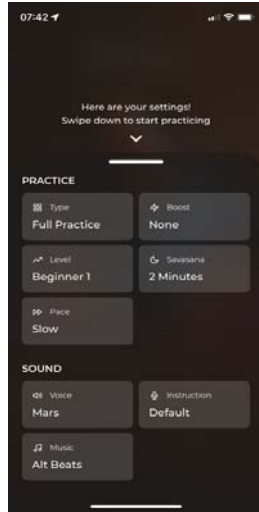 07:42
Here are your settings!
Swipe down to start practicing
PRACTICE
Type
Full Practice
Boost
None
Level
Beginner 1
Savasana
2 Minutes
Pace
Slow
SOUND
Voice
Mars
Instruction
Default
Music
Alt Beats